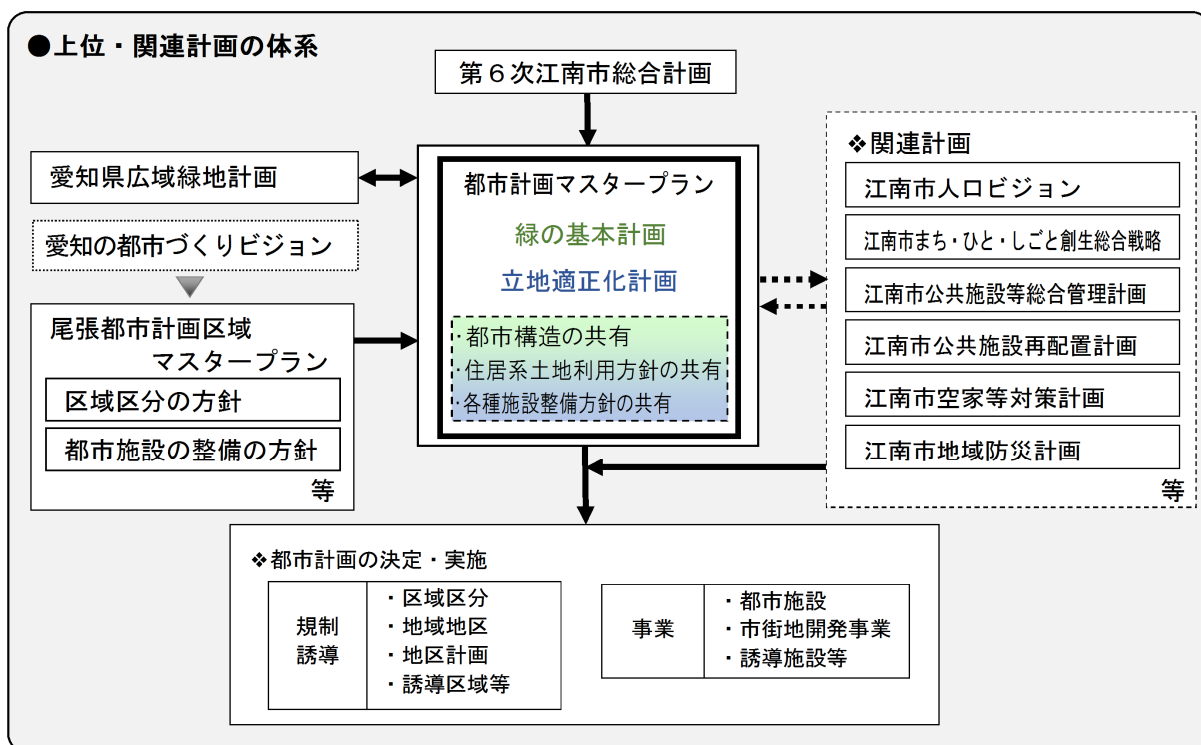 ●上位・関連計画の体系
第６次江南市総合計画
愛知県広域緑地計画
愛知の都市づくりビジョン
尾張都市計画区域
マスタープラン
区域区分の方針
都市施設の整備の方針
等
都市計画マスタープラン
緑の基本計画
立地適正化計画
・都市構造の共有
・住居系土地利用方針の共有
・各種施設整備方針の共有
❖関連計画
江南市人口ビジョン
江南市まち・ひと・しごと創生総合戦略
江南市公共施設等総合管理計画
江南市公共施設再配置計画
江南市空家等対策計画
江南市地域防災計画
等
❖都市計画の決定・実施
規制
誘導
・区域区分
・地域地区
・地区計画
・誘導区域等
事業
・都市施設
・市街地開発事業
・誘導施設等